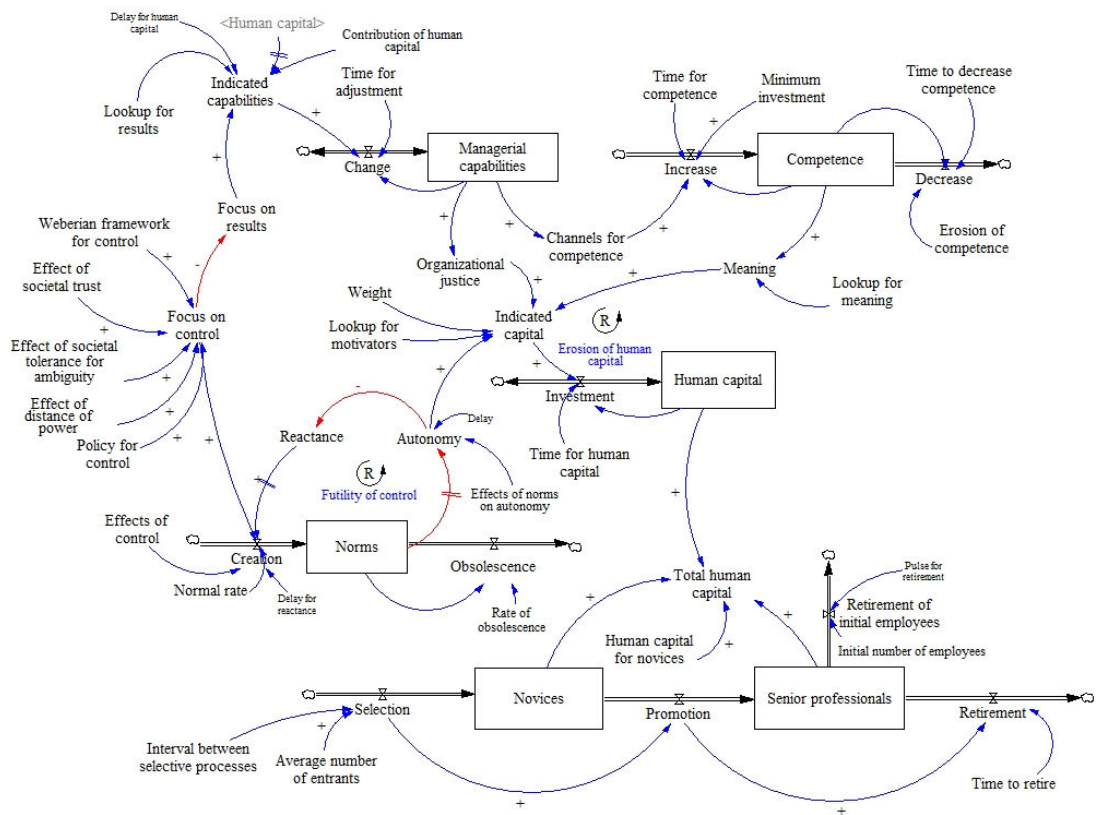 Delay for human
capital
<Human capital>
Contribution of human
capital
Indicated
capabilities
Time for
adjustment
Lookup for
results
+
+
Change
Managerial
capabilities
Time for
competence
Minimum
investment
Time to decrease
competence
+
+
Increase
Competence
Decrease
Focus on
results
+
+
+
+
Channels for
competence
Erosion of
competence
Organizational
justice
Weberian framework
for control
-
+
Effect of
societal trust
+
Focus on
control
+
+
Meaning
Lookup for
meaning
Weight
Lookup for
motivators
Indicated
capital
R
Erosion of human
capital
Effect of societal
tolerance for
ambiguity
+
+
+
Effect of
distance of
power
+
Policy for
control
+
+
+
Investment
Human capital
-
Reactance
Autonomy
Delay
Time for human
capital
R
Futility of control
Effects of norms
on autonomy
+
+
Effects of
control
Creation
Norms
Obsolescence
Normal rate
Delay for
reactance
Rate of
obsolescence
Total human
capital
Pulse for
retirement
Retirement of
initial employees
Initial number of employees
Human capital
for novices
+
+
+
Selection
Novices
Promotion
Senior professionals
Retirement
Interval between
selective processes
+
Average number
of entrants
Time to retire
+
+